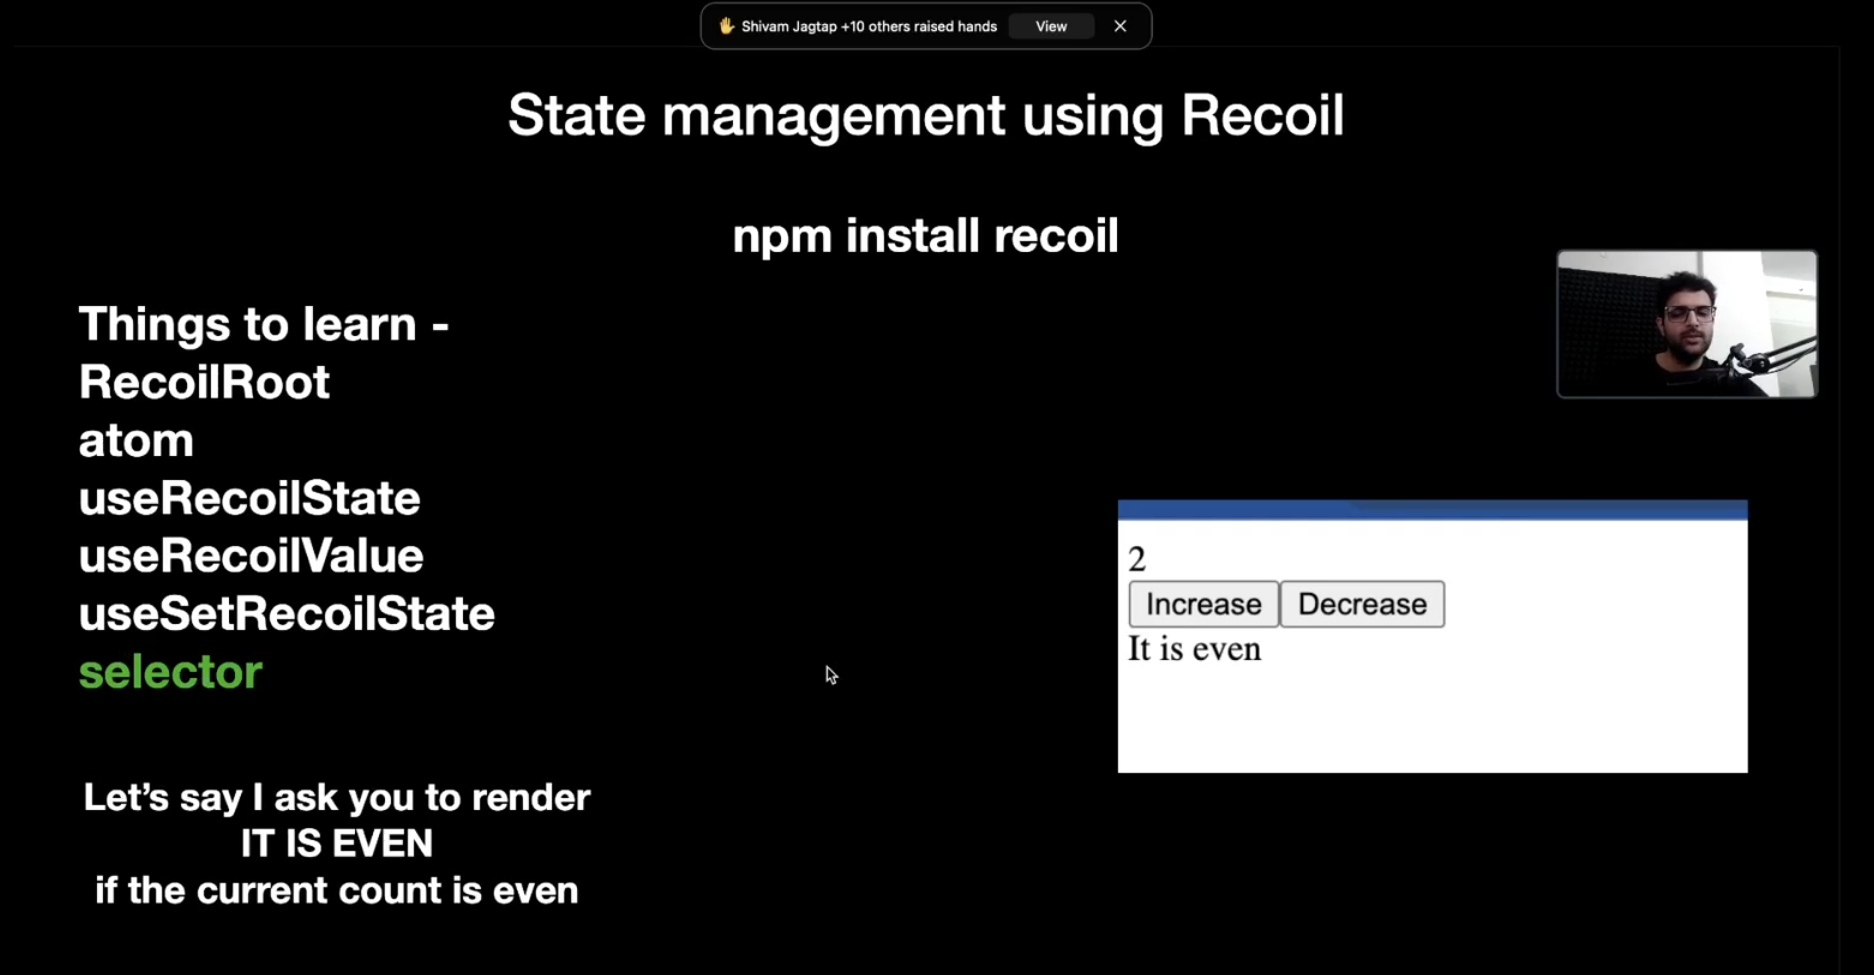 ✋ Shivam Jagtap +10 others raised hands View ✕
State management using Recoil
npm install recoil
Things to learn -
RecoilRoot
atom
useRecoilState
useRecoilValue
useSetRecoilState
selector
2
Increase Decrease
It is even
Let’s say I ask you to render
IT IS EVEN
if the current count is even